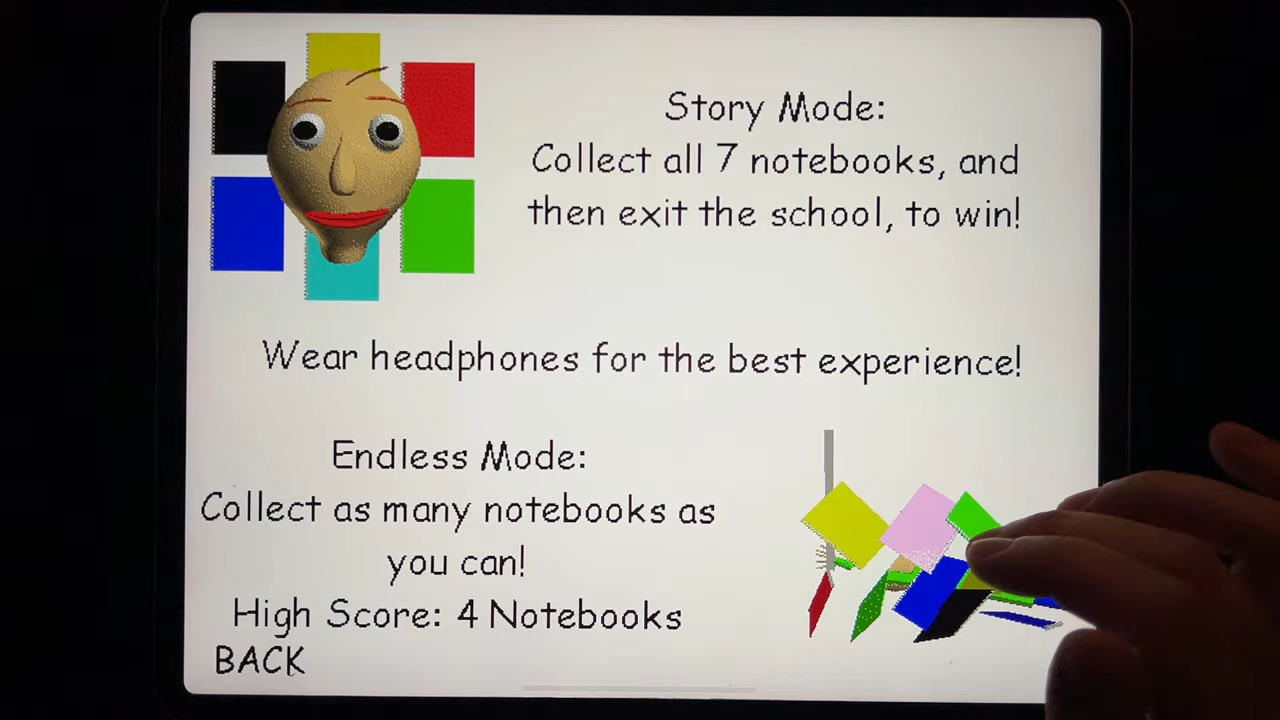 Story Mode:
Collect all 7 notebooks, and
then exit the school, to win!
Wear headphones for the best experience!
Endless Mode:
Collect as many notebooks as
you can!
High Score: 4 Notebooks
BACK